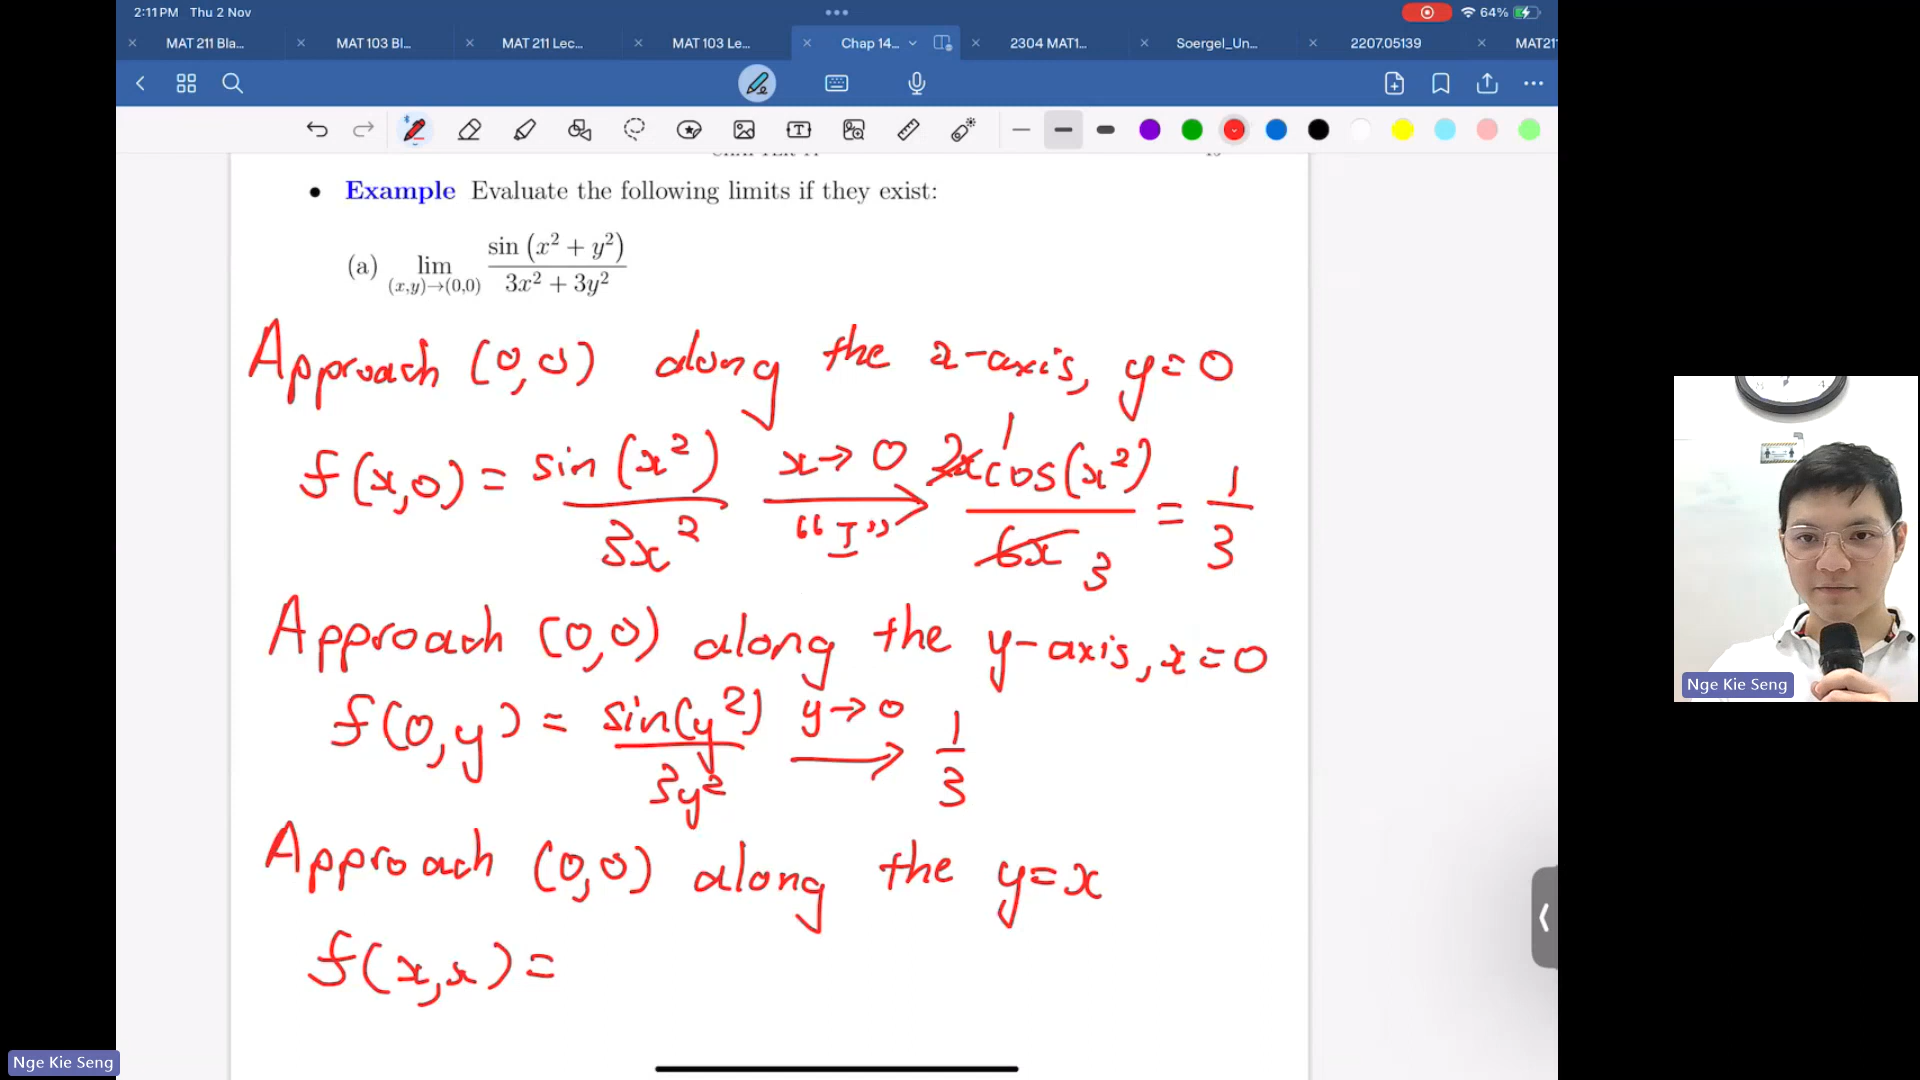 2:11 PM Thu 2 Nov
64%
MAT 211 Bla...
MAT 103 Bl...
MAT 211 Lec...
MAT 103 Le...
Chap 14...
2304 MAT1...
Soergel_Un...
2207.05139
MAT21
• Example Evaluate the following limits if they exist:
(a) lim (x,y)→(0,0) sin (x² + y²) / 3x² + 3y²
Approach (0,0) along the x-axis, y=0
f(x,0) = sin(x²) / 3x² x→0 "I" 2x cos(x²) 1 / 6x 3 = 1/3
Approach (0,0) along the y-axis, x=0
f(0,y) = sin(y²) / 3y² y→0 1/3
Approach (0,0) along the y=x
f(x,x) =
Nge Kie Seng
Nge Kie Seng